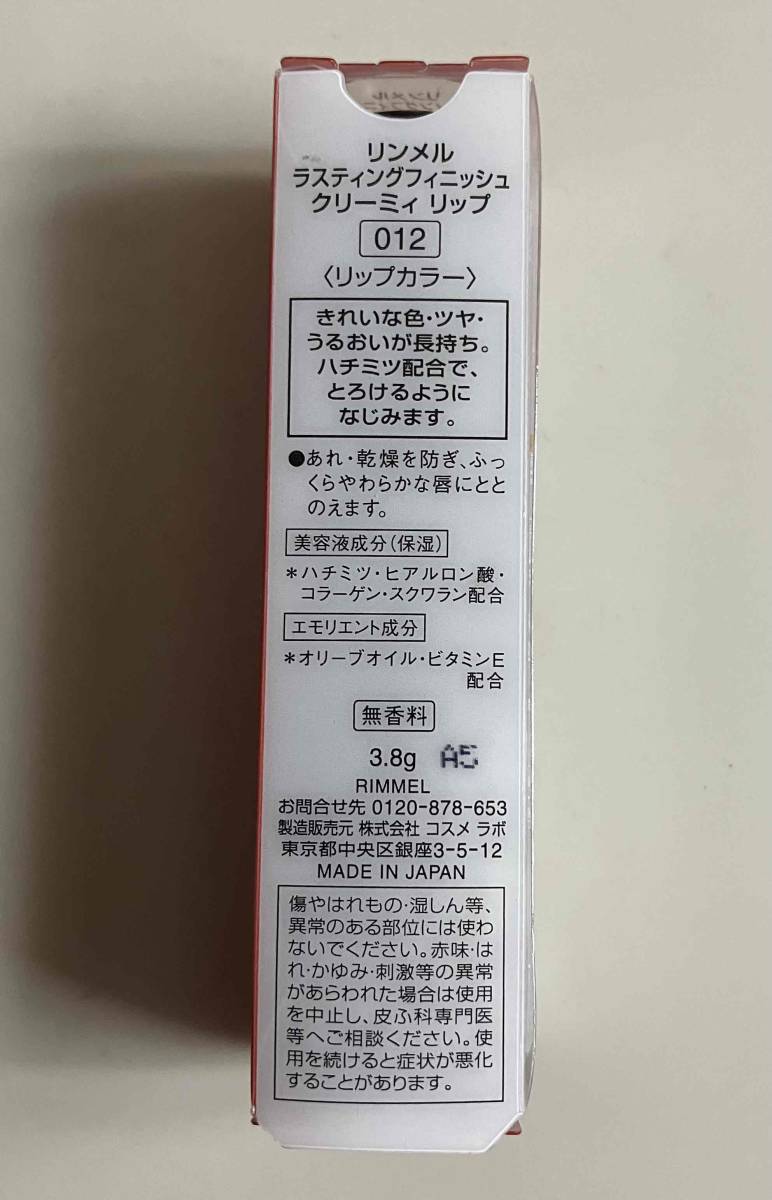 リンメル
リンメル
ラスティングフィニッシュ
クリーミィ リップ
012
〈リップカラー〉
きれいな色・ツヤ・
うるおいが長持ち。
ハチミツ配合で、
とろけるように
なじみます。
●あれ・乾燥を防ぎ、ふっ
くらやわらかな唇にとと
のえます。
美容液成分(保湿)
*ハチミツ・ヒアルロン酸・
コラーゲン・スクワラン配合
エモリエント成分
*オリーブオイル・ビタミンE
配合
無香料
3.8g A5
RIMMEL
お問合せ先 0120-878-653
製造販売元 株式会社 コスメ ラボ
東京都中央区銀座3-5-12
MADE IN JAPAN
傷やはれもの・湿しん等、
異常のある部位には使わ
ないでください。赤味・は
れ・かゆみ・刺激等の異常
があらわれた場合は使用
を中止し、皮ふ科専門医
等へご相談ください。使
用を続けると症状が悪化
することがあります。